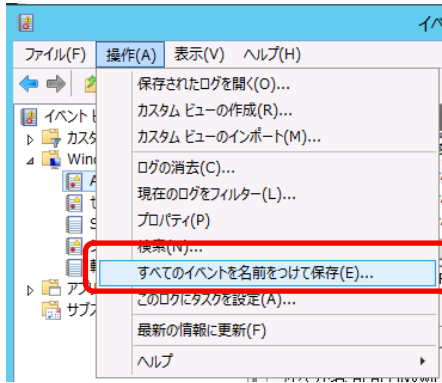 イベ
ファイル(F) 操作(A) 表示(V) ヘルプ(H)
保存されたログを開く(O)...
カスタム ビューの作成(R)...
カスタム ビューのインポート(M)...
ログの消去(C)...
現在のログをフィルター(L)...
プロパティ(P)
検索(N)...
すべてのイベントを名前をつけて保存(E)...
このログにタスクを設定(A)...
最新の情報に更新(F)
ヘルプ
イベント
カスタ
Wind
A
S
アプ
サブス